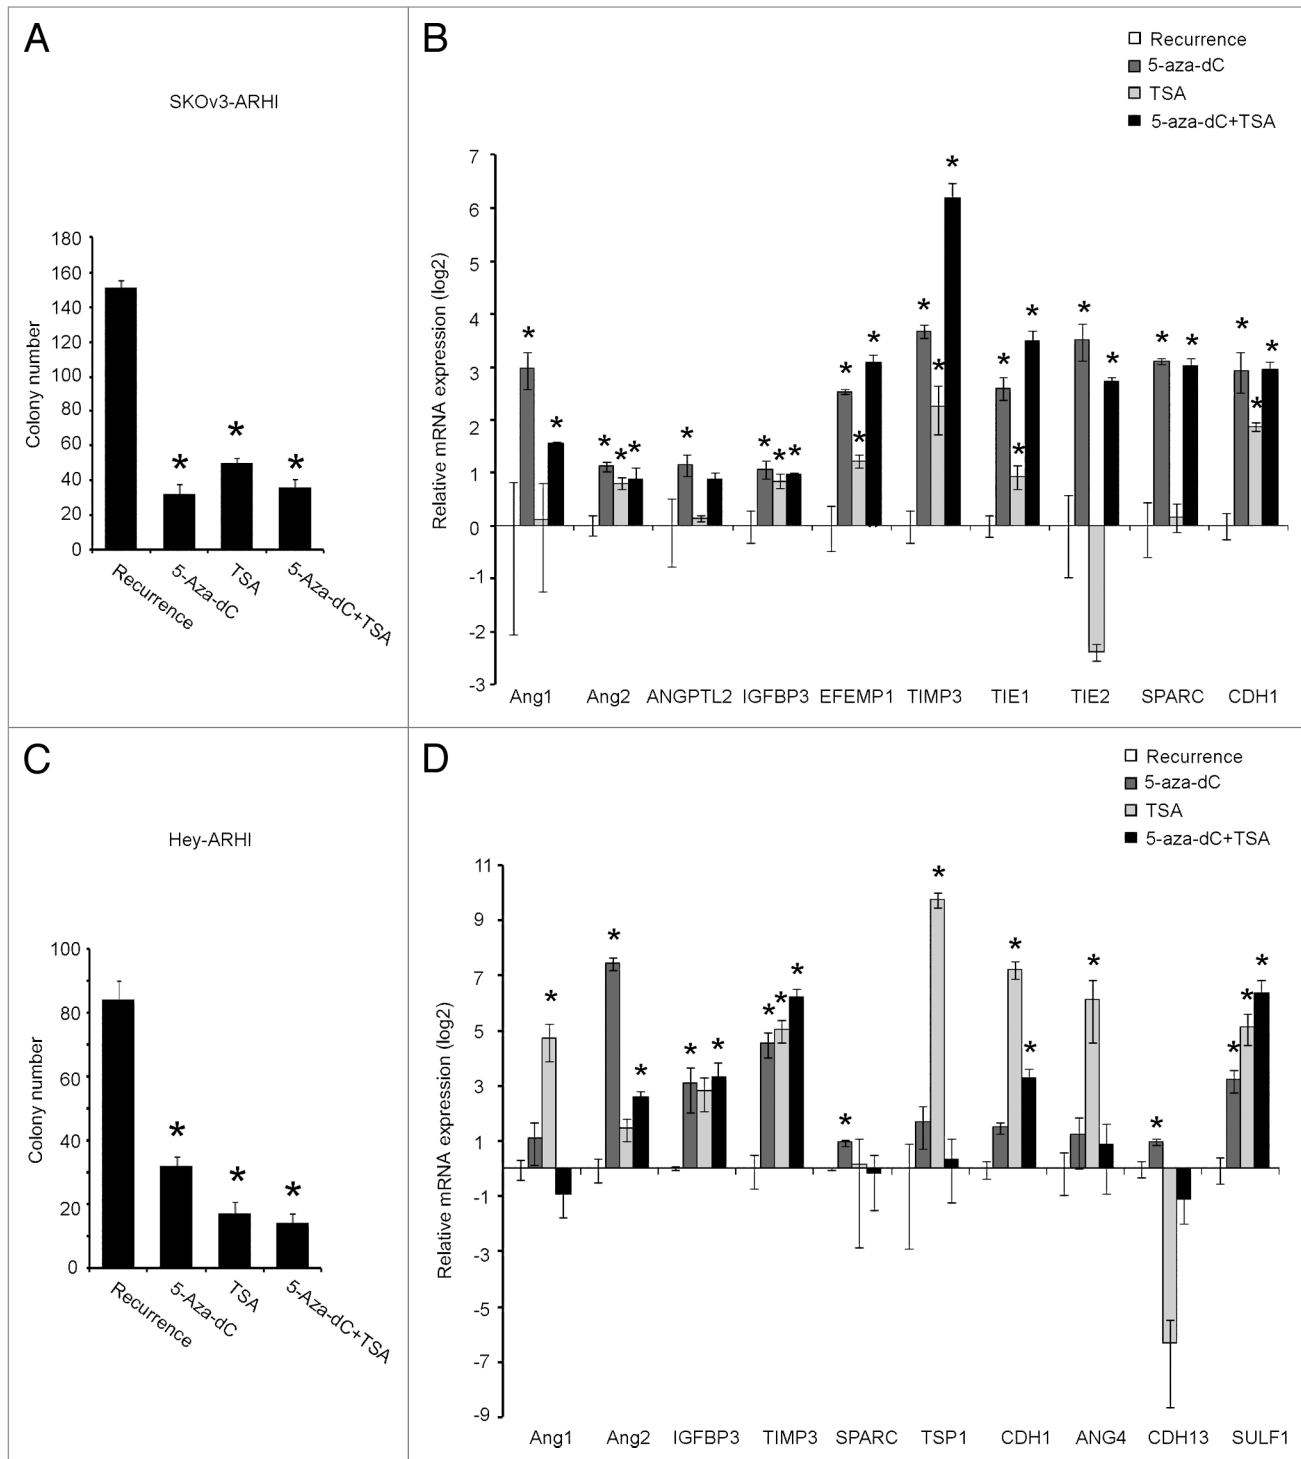 A
SKOv3-ARHI
Colony number
180
160
140
120
100
80
60
40
20
0
* * *
Recurrence 5-Aza-dC TSA 5-Aza-dC+TSA
B
Recurrence
5-aza-dC
TSA
5-aza-dC+TSA
Relative mRNA expression (log2)
7
6
5
4
3
2
1
0
-1
-2
-3
* * * * * * * * * * * * * * * * * * * * * * * * *
Ang1 Ang2 ANGPTL2 IGFBP3 EFEMP1 TIMP3 TIE1 TIE2 SPARC CDH1
C
Hey-ARHI
Colony number
100
80
60
40
20
0
* * *
Recurrence 5-Aza-dC TSA 5-Aza-dC+TSA
D
Recurrence
5-aza-dC
TSA
5-aza-dC+TSA
Relative mRNA expression (log2)
11
9
7
5
3
1
-1
-3
-5
-7
-9
* * * * * * * * * * * * * * * * * *
Ang1 Ang2 IGFBP3 TIMP3 SPARC TSP1 CDH1 ANG4 CDH13 SULF1